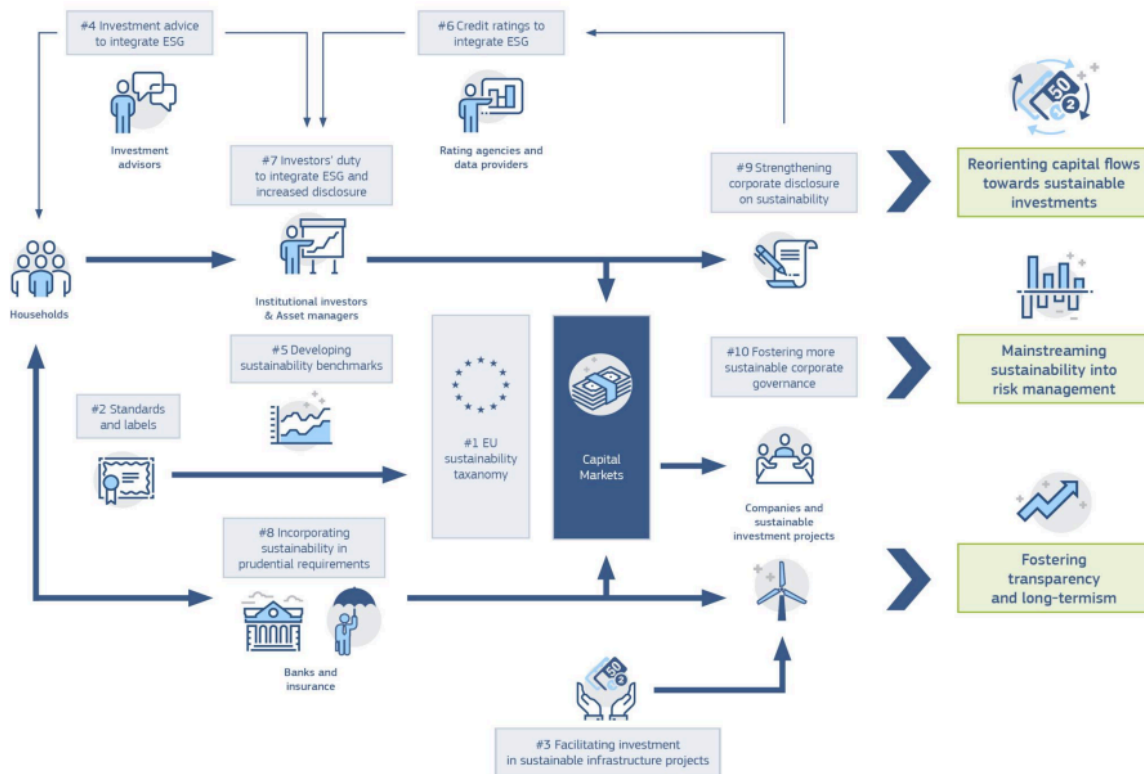 #4 Investment advice
to integrate ESG
#6 Credit ratings to
integrate ESG
50
2
Investment
advisors
Rating agencies and
data providers
#7 Investors' duty
to integrate ESG and
increased disclosure
#9 Strengthening
corporate disclosure
on sustainability
Reorienting capital flows
towards sustainable
investments
Households
Institutional investors
& Asset managers
#5 Developing
sustainability benchmarks
#10 Fostering more
sustainable corporate
governance
Mainstreaming
sustainability into
risk management
#2 Standards
and labels
#1 EU
sustainability
taxanomy
Capital
Markets
Companies and
sustainable
investment projects
#8 Incorporating
sustainability in
prudential requirements
Fostering
transparency
and long-termism
Banks and
insurance
50
2
#3 Facilitating investment
in sustainable infrastructure projects